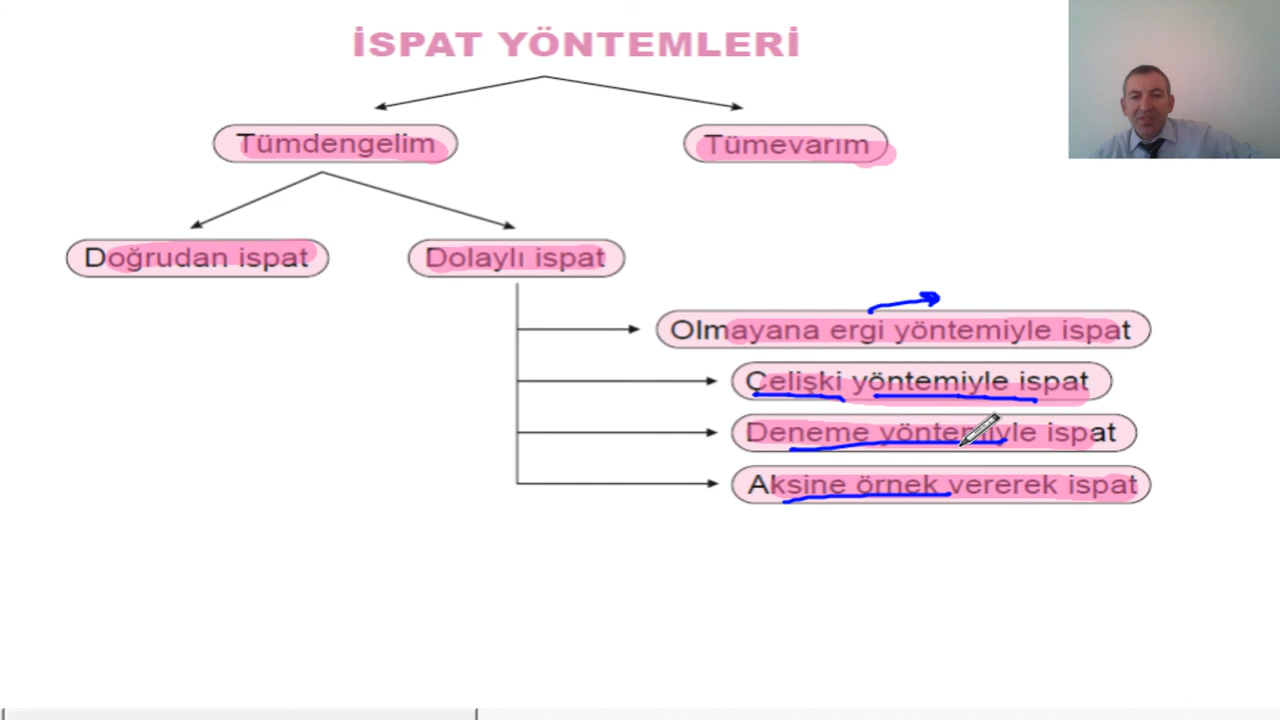 İSPAT YÖNTEMLERİ
Tümdengelim
Tümevarım
Doğrudan ispat
Dolaylı ispat
Olmayana ergi yöntemiyle ispat
Çelişki yöntemiyle ispat
Deneme yöntemiyle ispat
Aksine örnek vererek ispat